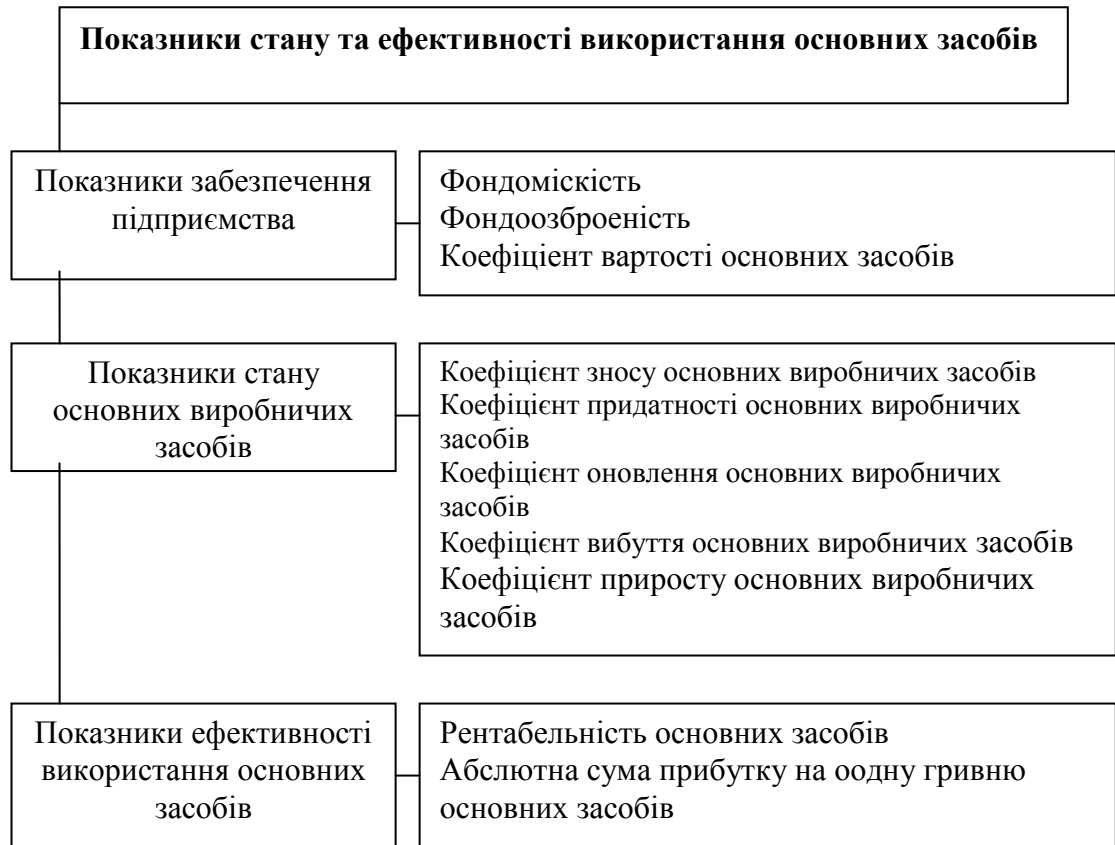 Показники стану та ефективності використання основних засобів
Показники забезпечення
підприємства
Фондоміскість
Фондоозброеність
Коефіціент вартості основних засобів
Показники стану
основних виробничих
засобів
Коефіцієнт зносу основних виробничих засобів
Коефіцієнт придатності основних виробничих
засобів
Коефіцієнт оновлення основних виробничих
засобів
Коефіцієнт вибуття основних виробничих засобів
Коефіцієнт приросту основних виробничих
засобів
Показники ефективності
використання основних
засобів
Рентабельність основних засобів
Абслютна сума прибутку на оодну гривню
основних засобів